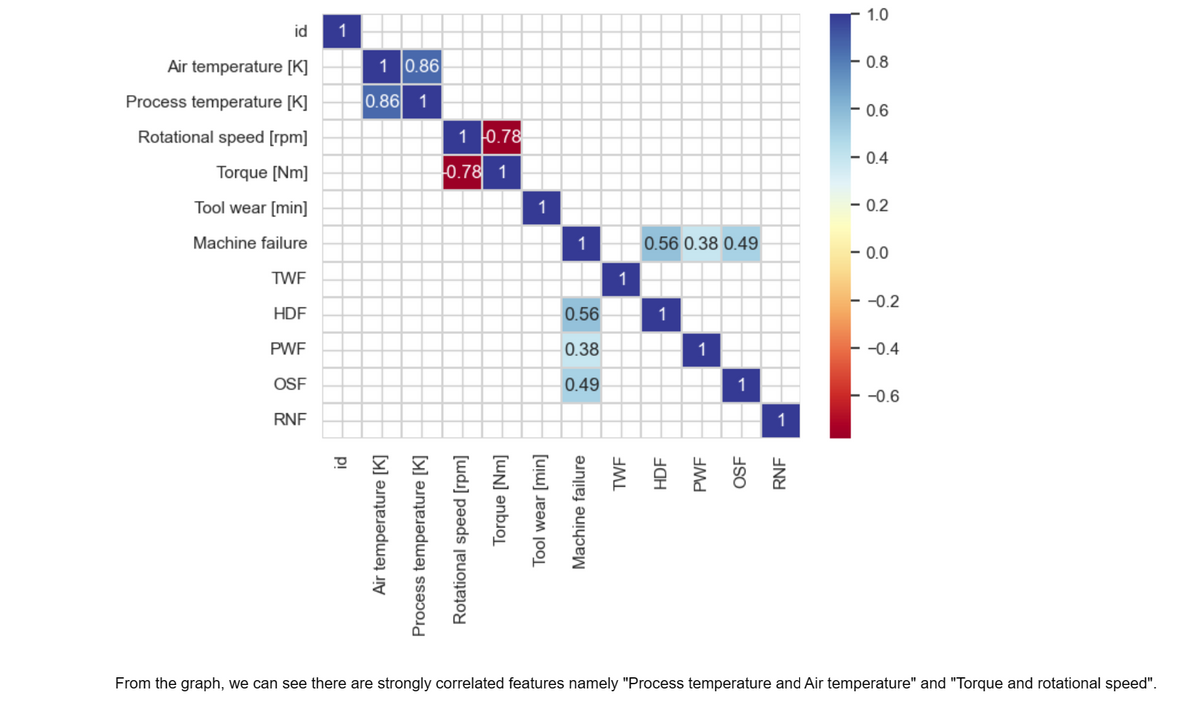 id 1 1.0
Air temperature [K] 1 0.86 0.8
Process temperature [K] 0.86 1 0.6
Rotational speed [rpm] 1 -0.78 0.4
Torque [Nm] -0.78 1
Tool wear [min] 1 0.2
Machine failure 1 0.56 0.38 0.49 0.0
TWF 1
HDF 0.56 1 −0.2
PWF 0.38 1 −0.4
OSF 0.49 1 −0.6
RNF 1
id
Air temperature [K]
Process temperature [K]
Rotational speed [rpm]
Torque [Nm]
Tool wear [min]
Machine failure
TWF
HDF
PWF
OSF
RNF
From the graph, we can see there are strongly correlated features namely "Process temperature and Air temperature" and "Torque and rotational speed".